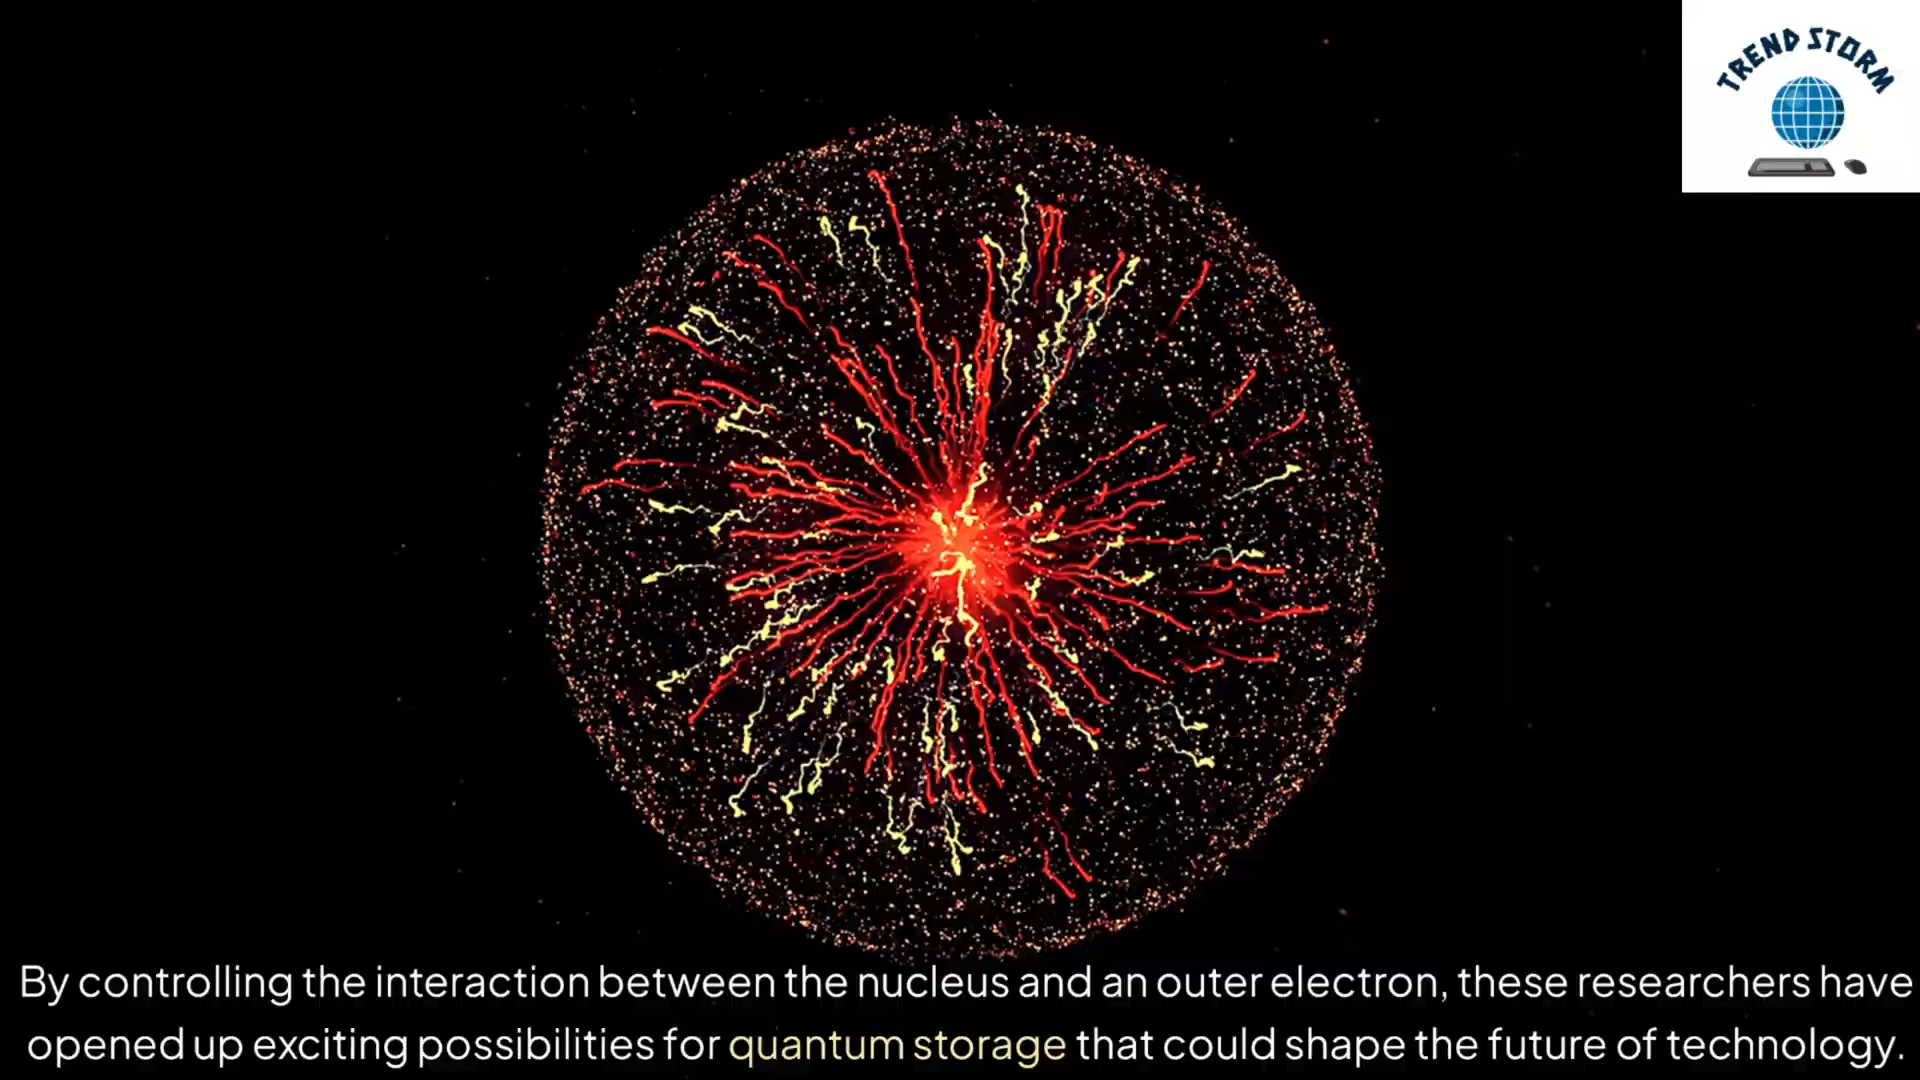 TREND STORM
By controlling the interaction between the nucleus and an outer electron, these researchers have
opened up exciting possibilities for quantum storage that could shape the future of technology.